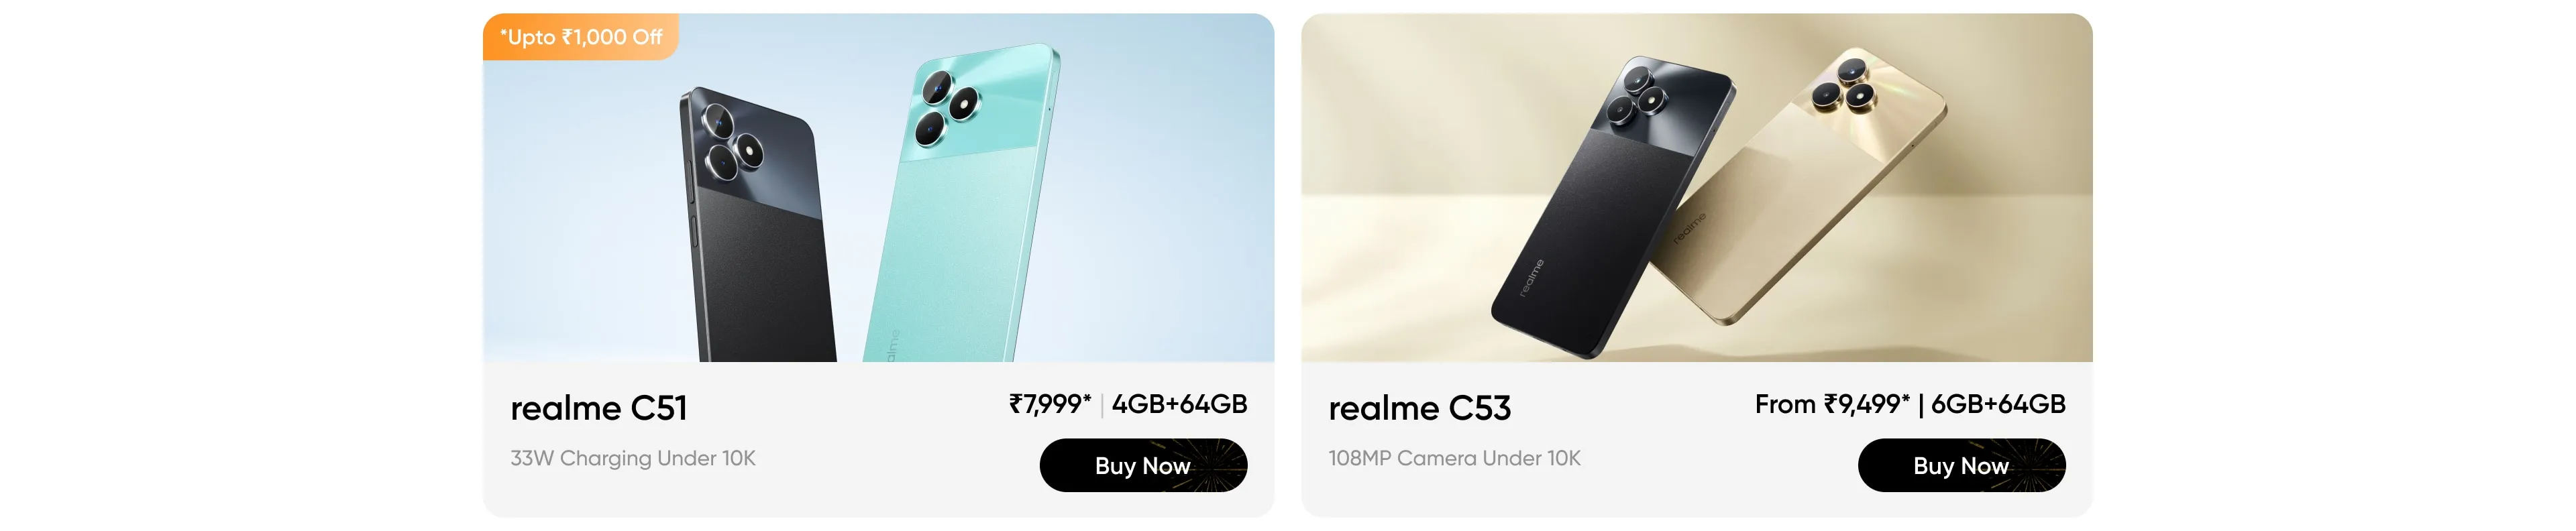 *Upto ₹1,000 Off
realme
realme
realme C51
₹7,999* | 4GB+64GB
33W Charging Under 10K
Buy Now
realme C53
From ₹9,499* | 6GB+64GB
108MP Camera Under 10K
Buy Now